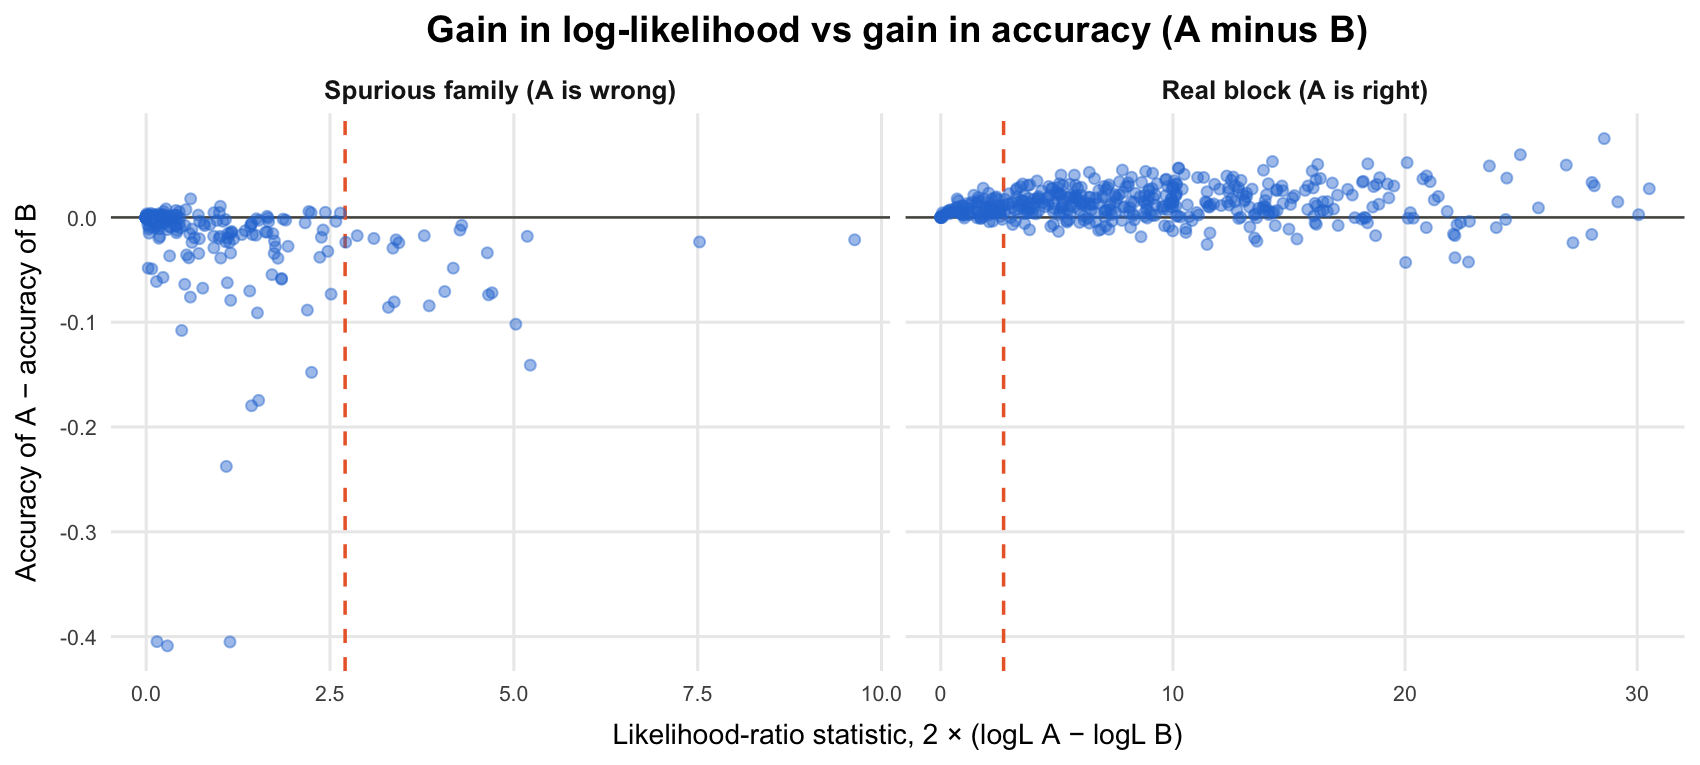 Gain in log-likelihood vs gain in accuracy (A minus B)
Spurious family (A is wrong)
Real block (A is right)
Accuracy of A − accuracy of B
0.0
-0.1
-0.2
-0.3
-0.4
0.0 2.5 5.0 7.5 10.0
0 10 20 30
Likelihood-ratio statistic, 2 × (logL A − logL B)